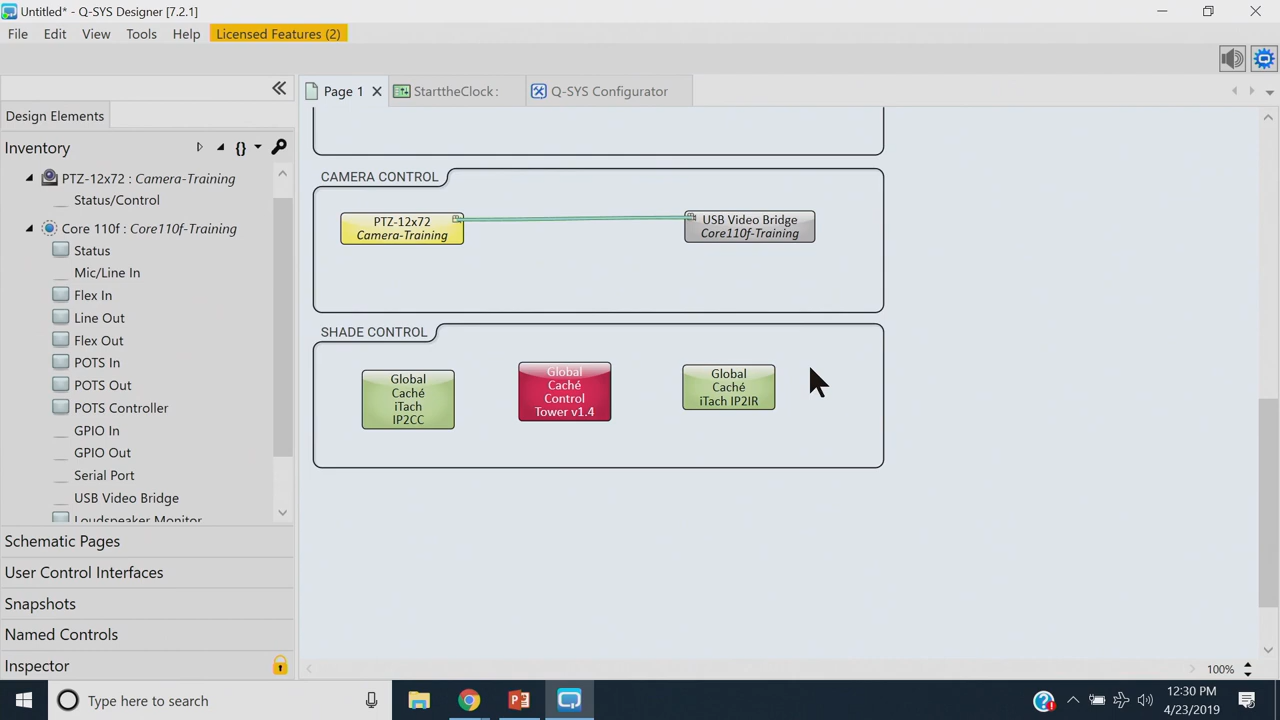 Untitled* - Q-SYS Designer [7.2.1]
File Edit View Tools Help Licensed Features (2)
Page 1
StarttheClock :
Q-SYS Configurator
Design Elements
Inventory
{}
PTZ-12x72 : Camera-Training
Status/Control
Core 110f : Core110f-Training
Status
Mic/Line In
Flex In
Line Out
Flex Out
POTS In
POTS Out
POTS Controller
GPIO In
GPIO Out
Serial Port
USB Video Bridge
Loudspeaker Monitor
Schematic Pages
User Control Interfaces
Snapshots
Named Controls
Inspector
CAMERA CONTROL
PTZ-12x72
Camera-Training
USB Video Bridge
Core110f-Training
SHADE CONTROL
Global
Caché
iTach
IP2CC
Global
Caché
Control
Tower v1.4
Global
Caché
iTach IP2IR
100%
Type here to search
12:30 PM
4/23/2019